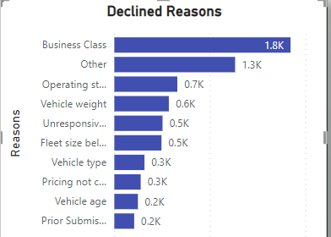 Declined Reasons
Reasons
Business Class 1.8K
Other 1.3K
Operating st... 0.7K
Vehicle weight 0.6K
Unresponsiv... 0.5K
Fleet size bel... 0.5K
Vehicle type 0.3K
Pricing not c... 0.3K
Vehicle age 0.2K
Prior Submis... 0.2K